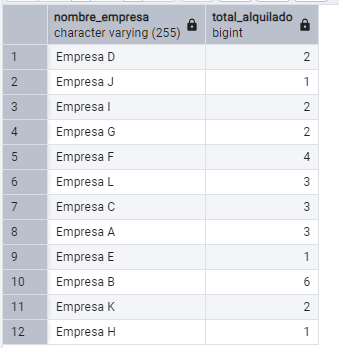 nombre_empresa total_alquilado
character varying (255) bigint
1 Empresa D 2
2 Empresa J 1
3 Empresa I 2
4 Empresa G 2
5 Empresa F 4
6 Empresa L 3
7 Empresa C 3
8 Empresa A 3
9 Empresa E 1
10 Empresa B 6
11 Empresa K 2
12 Empresa H 1